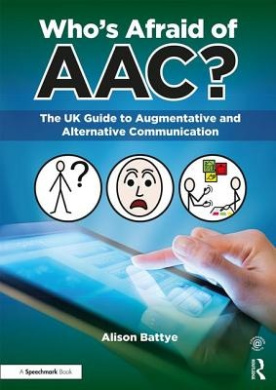 Who's Afraid of
AAC?
The UK Guide to Augmentative and
Alternative Communication
?
Alison Battye
A Speechmark Book
R